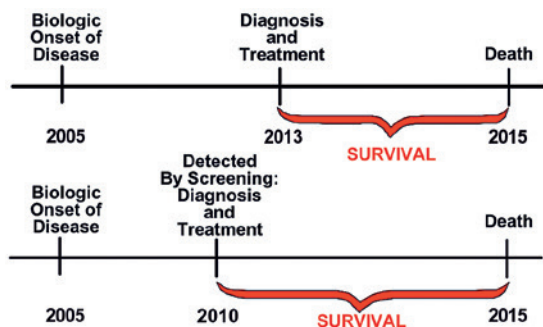 Biologic
Onset of
Disease
Diagnosis
and
Treatment
Death
2005
2013
2015
SURVIVAL
Detected
By Screening:
Diagnosis
and
Treatment
Biologic
Onset of
Disease
Death
2005
2010
2015
SURVIVAL